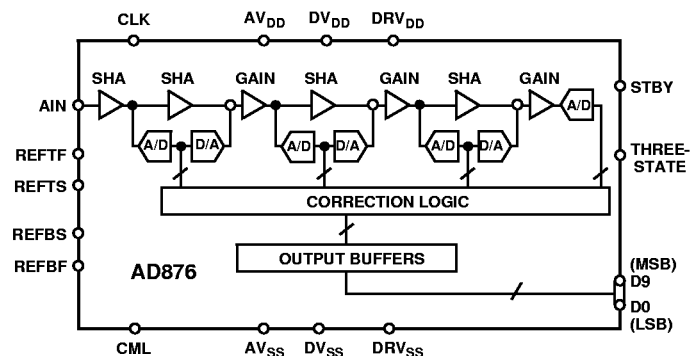 CLK AVDD DVDD DRVDD
SHA SHA GAIN SHA GAIN SHA GAIN
AIN
A/D
STBY
A/D D/A A/D D/A A/D D/A
REFTF
THREE-
STATE
REFTS
CORRECTION LOGIC
REFBS
OUTPUT BUFFERS
REFBF
AD876
(MSB)
D9
D0
(LSB)
CML AVSS DVSS DRVSS